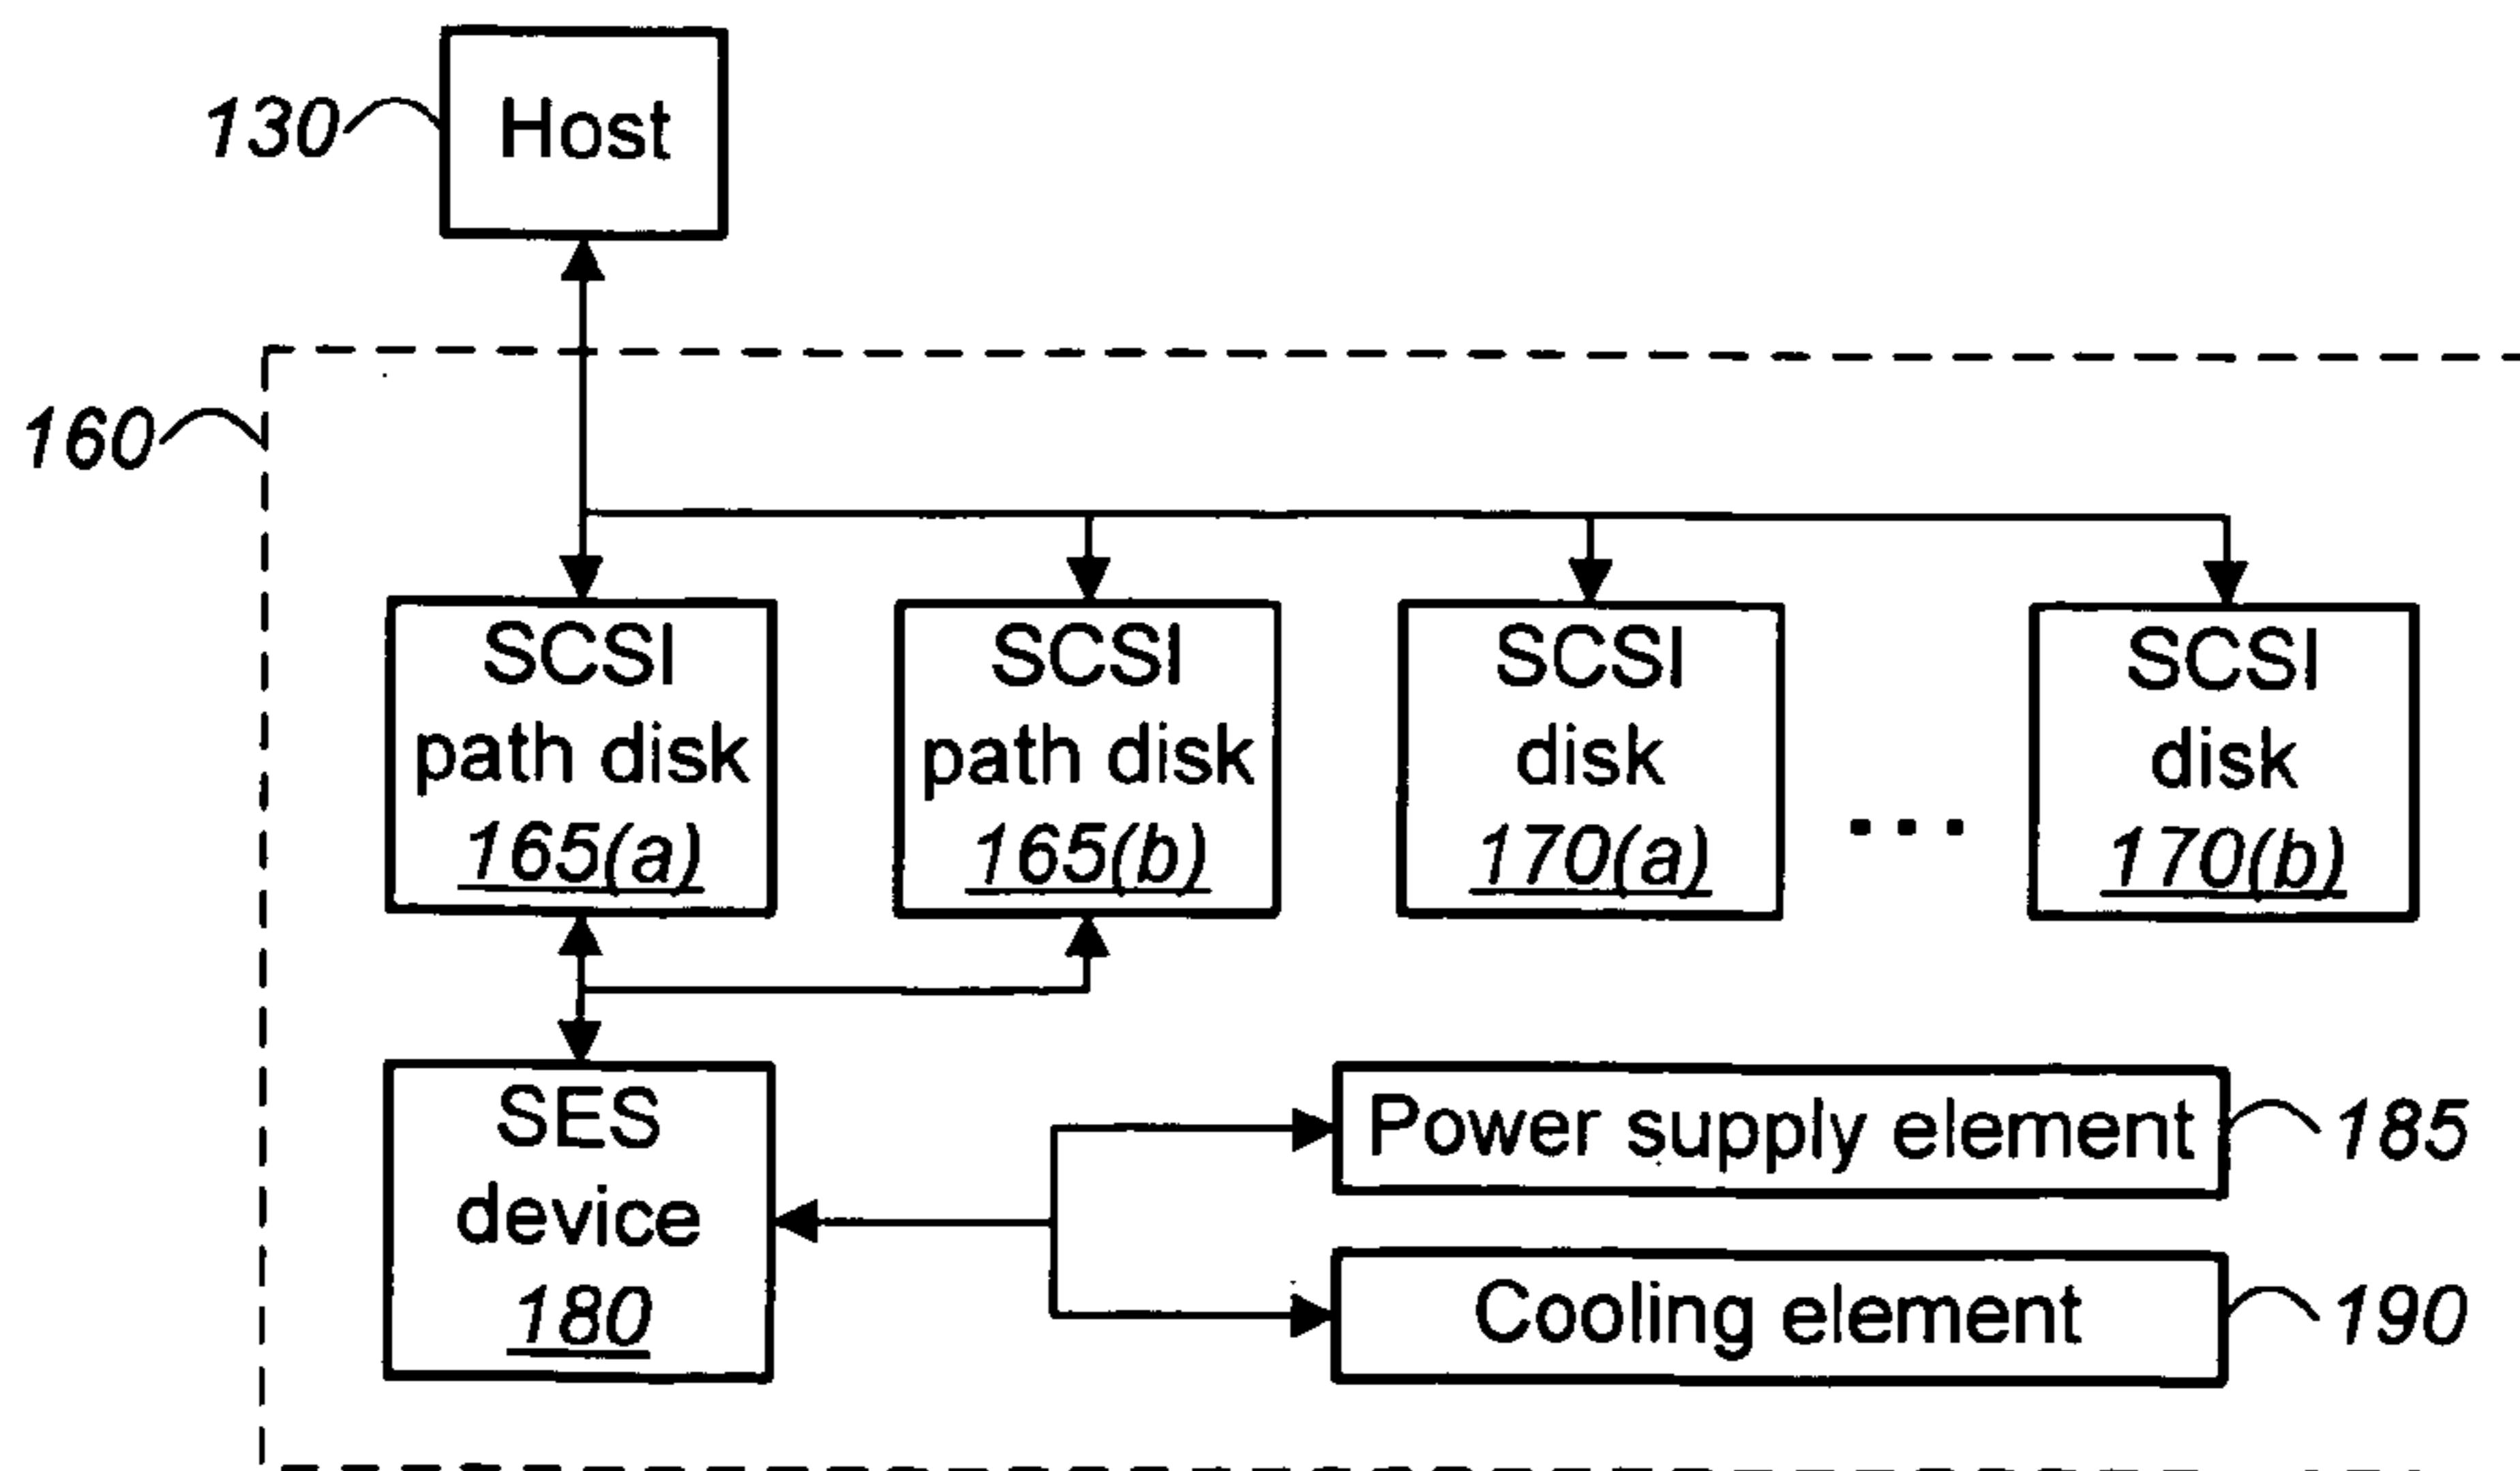 130
Host
160
SCSI
path disk
165(a)
SCSI
path disk
165(b)
SCSI
disk
170(a)
...
SCSI
disk
170(b)
SES
device
180
Power supply element
185
Cooling element
190